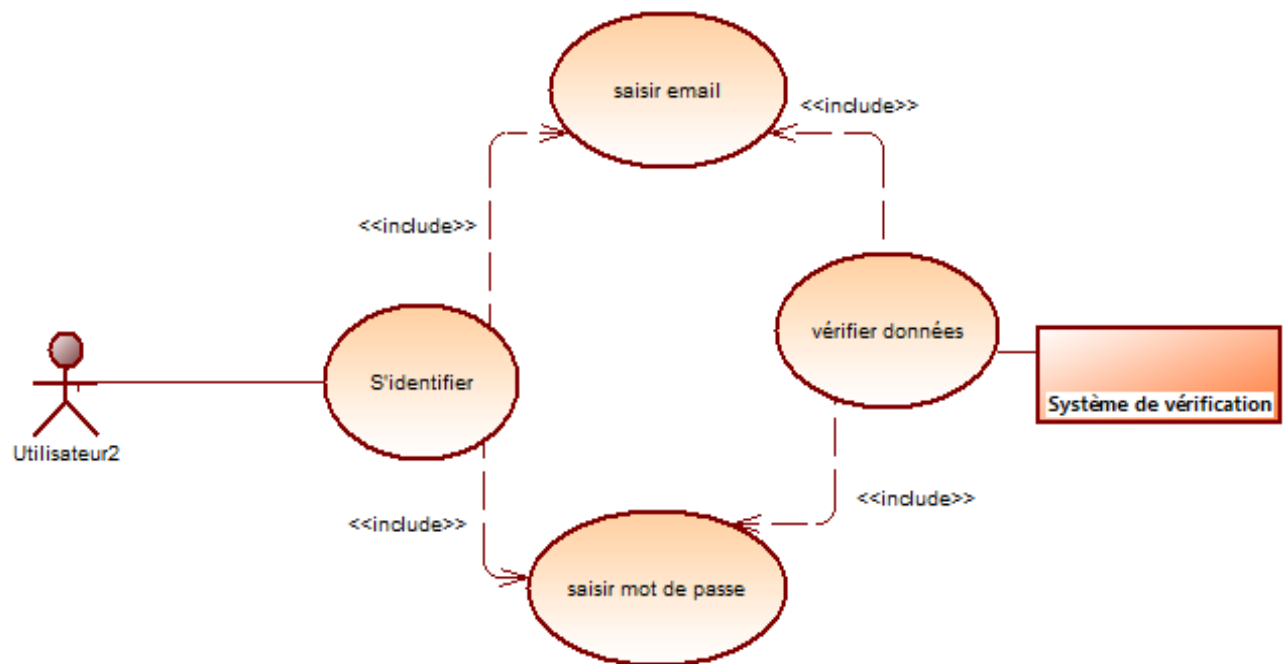 saisir email
<<include>>
<<include>>
vérifier données
S'identifier
Système de vérification
Utilisateur2
<<include>>
<<include>>
saisir mot de passe